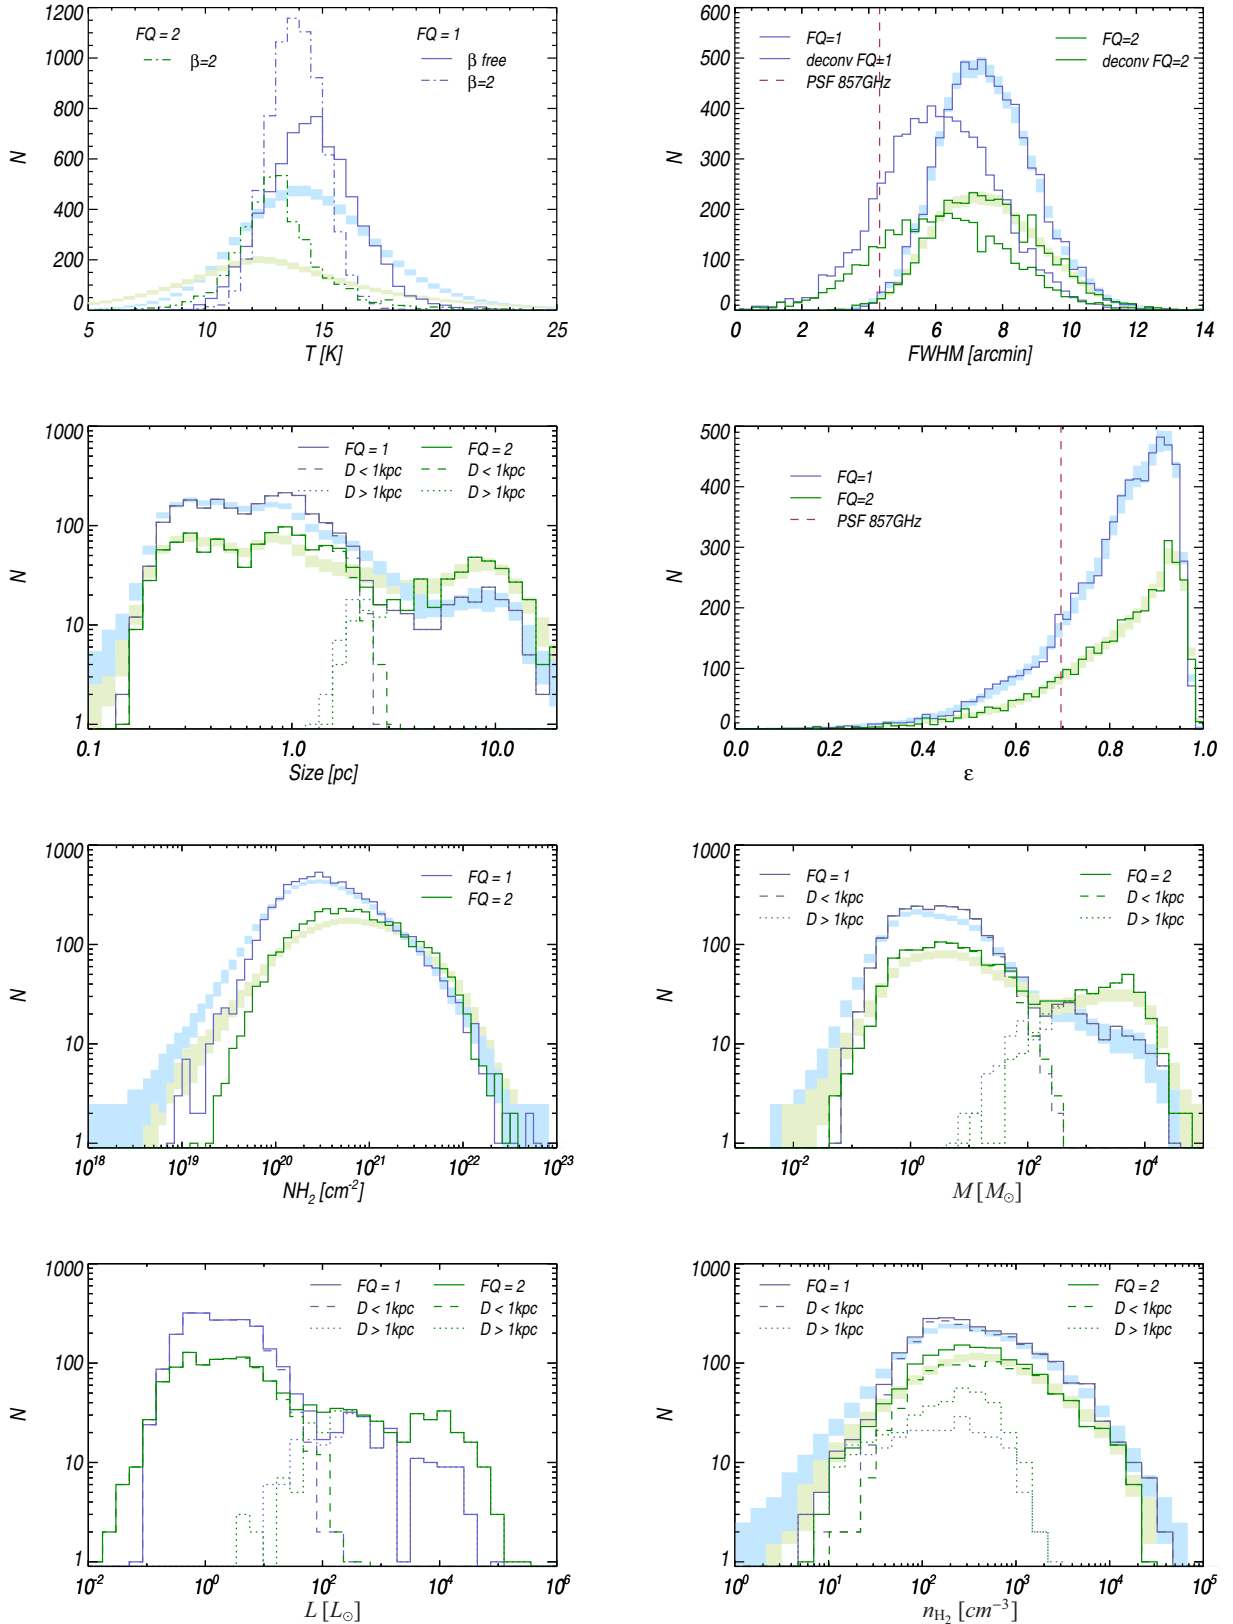 FQ = 2
FQ = 1
β=2
β free
β=2
1200
1000
800
600
400
200
0
N
5
10
15
20
25
T [K]
FQ=1
deconv FQ=1
PSF 857GHz
FQ=2
deconv FQ=2
600
500
400
300
200
100
0
N
0
2
4
6
8
10
12
14
FWHM [arcmin]
FQ = 1
D < 1kpc
D > 1kpc
FQ = 2
D < 1kpc
D > 1kpc
1000
100
10
1
N
0.1
1.0
10.0
Size [pc]
FQ=1
FQ=2
PSF 857GHz
500
400
300
200
100
0
N
0.0
0.2
0.4
0.6
0.8
1.0
ε
FQ = 1
FQ = 2
1000
100
10
1
N
10^18
10^19
10^20
10^21
10^22
10^23
NH₂ [cm⁻²]
FQ = 1
D < 1kpc
D > 1kpc
FQ = 2
D < 1kpc
D > 1kpc
1000
100
10
1
N
10^-2
10^0
10^2
10^4
M [M⊙]
FQ = 1
D < 1kpc
D > 1kpc
FQ = 2
D < 1kpc
D > 1kpc
1000
100
10
1
N
10^-2
10^0
10^2
10^4
10^6
L [L⊙]
FQ = 1
D < 1kpc
D > 1kpc
FQ = 2
D < 1kpc
D > 1kpc
1000
100
10
1
N
10^0
10^1
10^2
10^3
10^4
10^5
n_H₂ [cm⁻³]